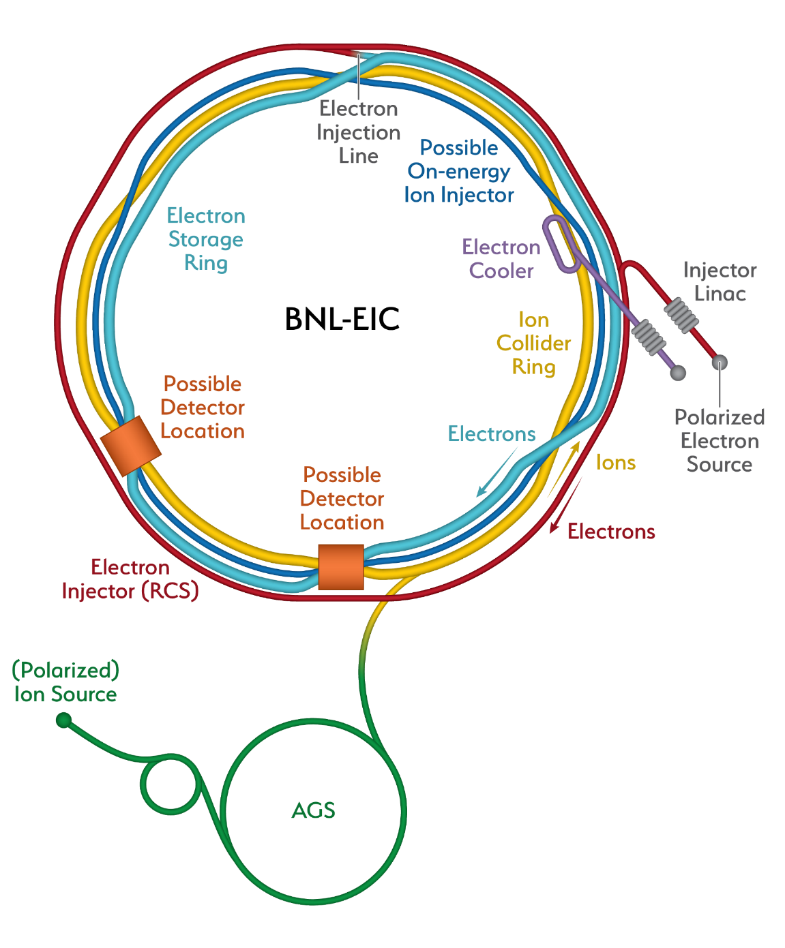 Electron
Injection
Line
Possible
On-energy
Ion Injector
Electron
Storage
Ring
Electron
Cooler
Injector
Linac
BNL-EIC
Ion
Collider
Ring
Possible
Detector
Location
Polarized
Electron
Source
Electrons
Ions
Possible
Detector
Location
Electrons
Electron
Injector (RCS)
(Polarized)
Ion Source
AGS